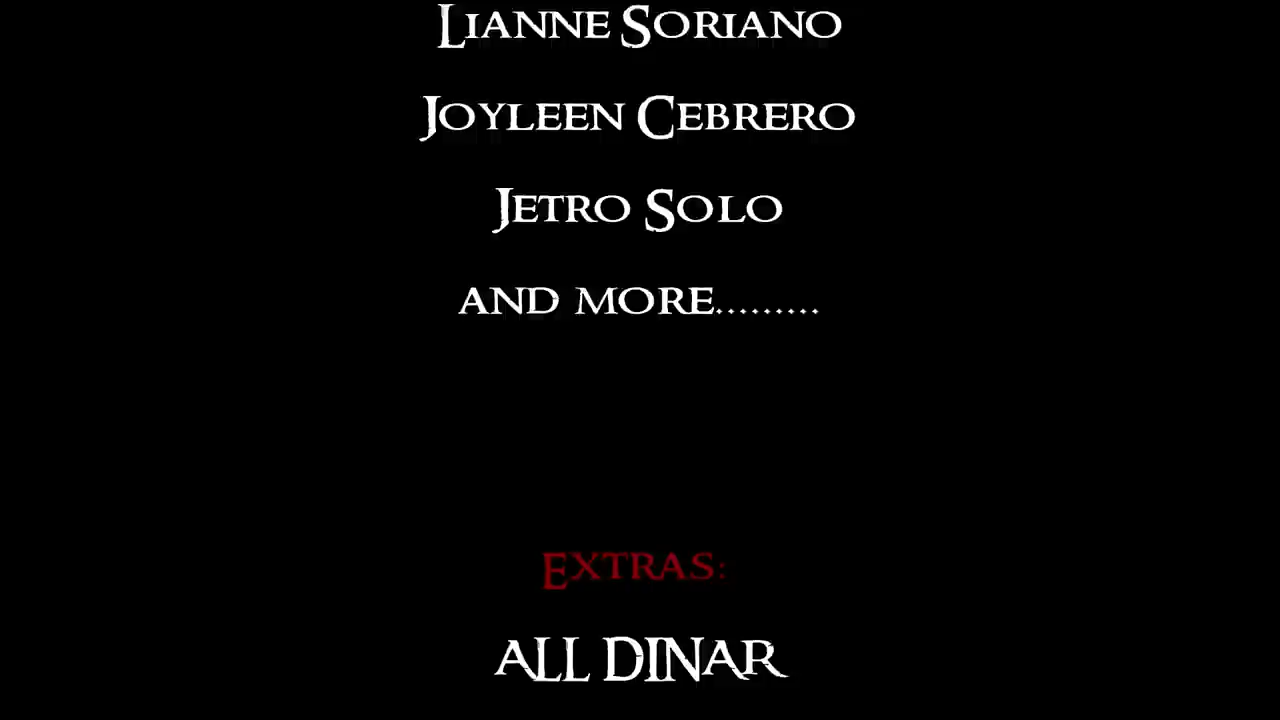 Lianne Soriano
Joyleen Cebrero
Jetro Solo
and more.........
Extras:
ALL DINAR